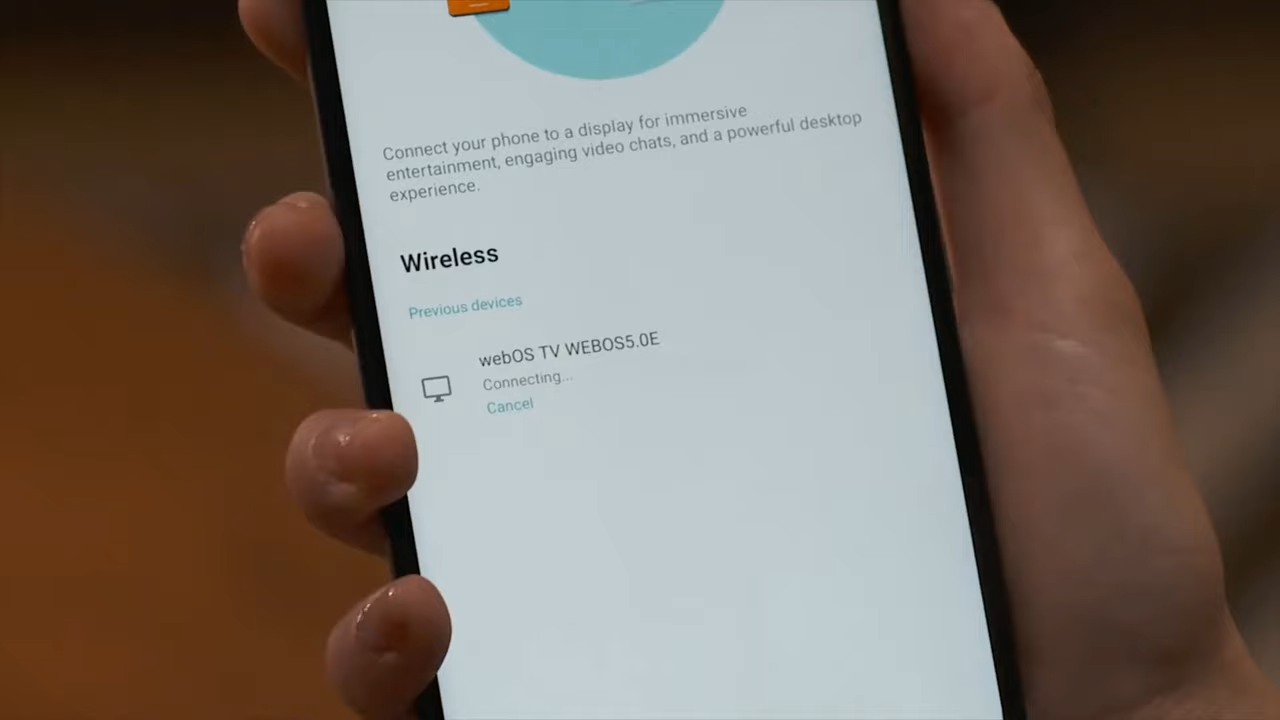 Connect your phone to a display for immersive
entertainment, engaging video chats, and a powerful desktop
experience.
Wireless
Previous devices
webOS TV WEBOS5.0E
Connecting...
Cancel